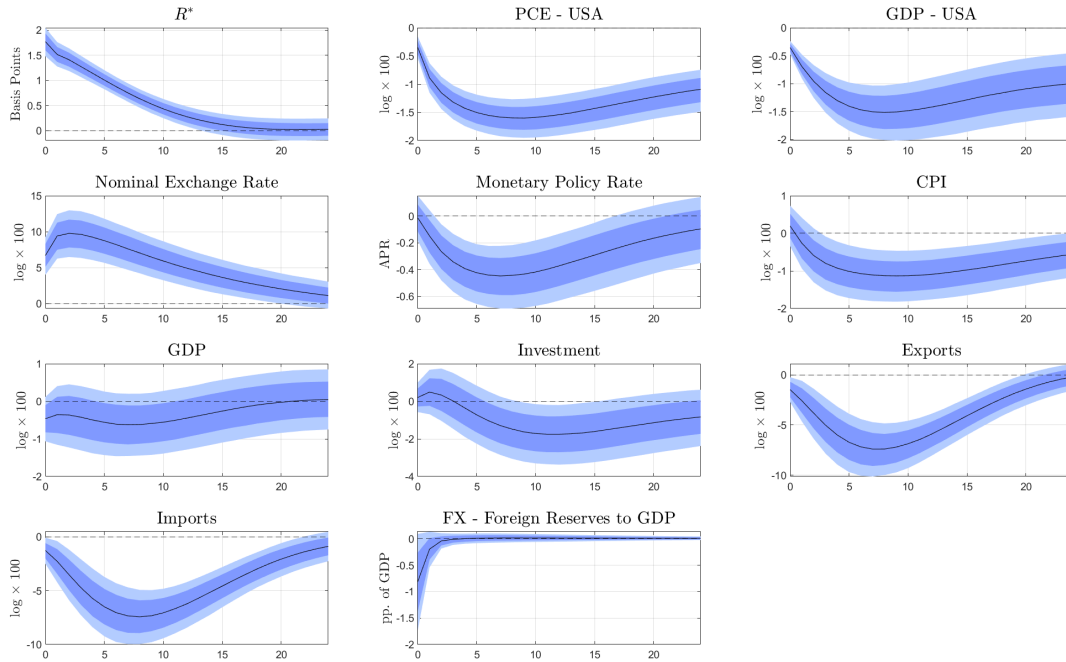 R* PCE - USA GDP - USA
Basis Points
2
1.5
1
0.5
0
0 5 10 15 20
log × 100
-0
-0.5
-1
-1.5
-2
0 5 10 15 20
log × 100
-0
-0.5
-1
-1.5
-2
0 5 10 15 20
Nominal Exchange Rate Monetary Policy Rate CPI
log × 100
15
10
5
0
0 5 10 15 20
APR
0
-0.2
-0.4
-0.6
0 5 10 15 20
log × 100
1
0
-1
-2
0 5 10 15 20
GDP Investment Exports
log × 100
1
0
-1
-2
0 5 10 15 20
log × 100
2
0
-2
-4
0 5 10 15 20
log × 100
0
-5
-10
0 5 10 15 20
Imports FX - Foreign Reserves to GDP
log × 100
0
-5
-10
0 5 10 15 20
pp. of GDP
0
-0.5
-1
-1.5
-2
0 5 10 15 20